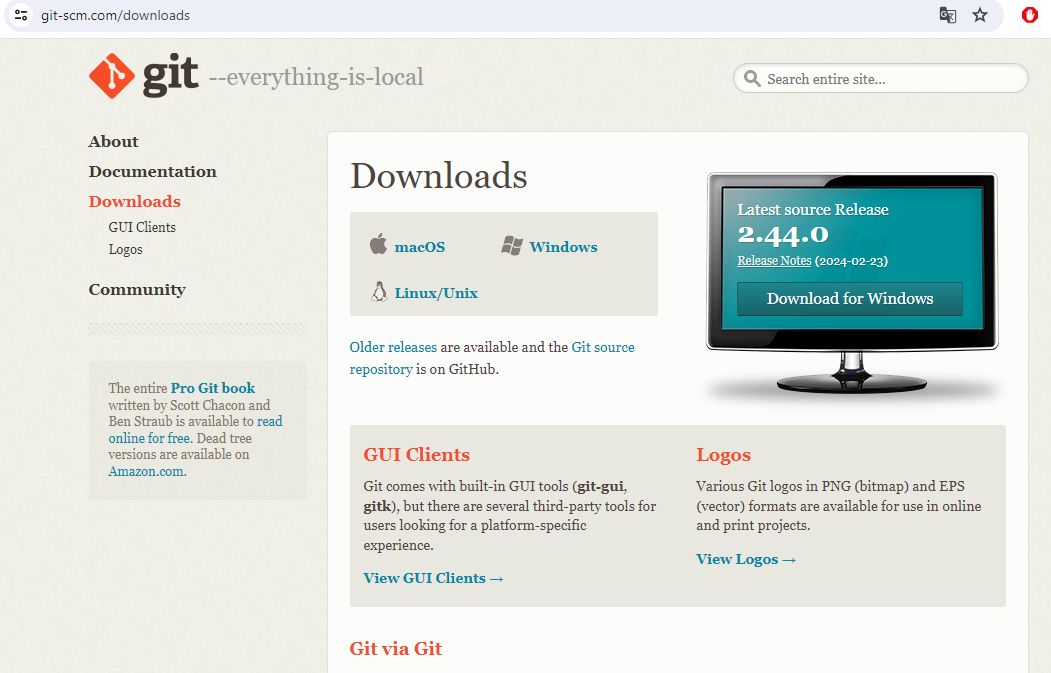 git-scm.com/downloads
git --everything-is-local
Search entire site...
About
Documentation
Downloads
GUI Clients
Logos
Community
The entire Pro Git book
written by Scott Chacon and
Ben Straub is available to read
online for free. Dead tree
versions are available on
Amazon.com.
Downloads
macOS
Windows
Linux/Unix
Older releases are available and the Git source
repository is on GitHub.
Latest source Release
2.44.0
Release Notes (2024-02-23)
Download for Windows
GUI Clients
Git comes with built-in GUI tools (git-gui,
gitk), but there are several third-party tools for
users looking for a platform-specific
experience.
View GUI Clients →
Logos
Various Git logos in PNG (bitmap) and EPS
(vector) formats are available for use in online
and print projects.
View Logos →
Git via Git